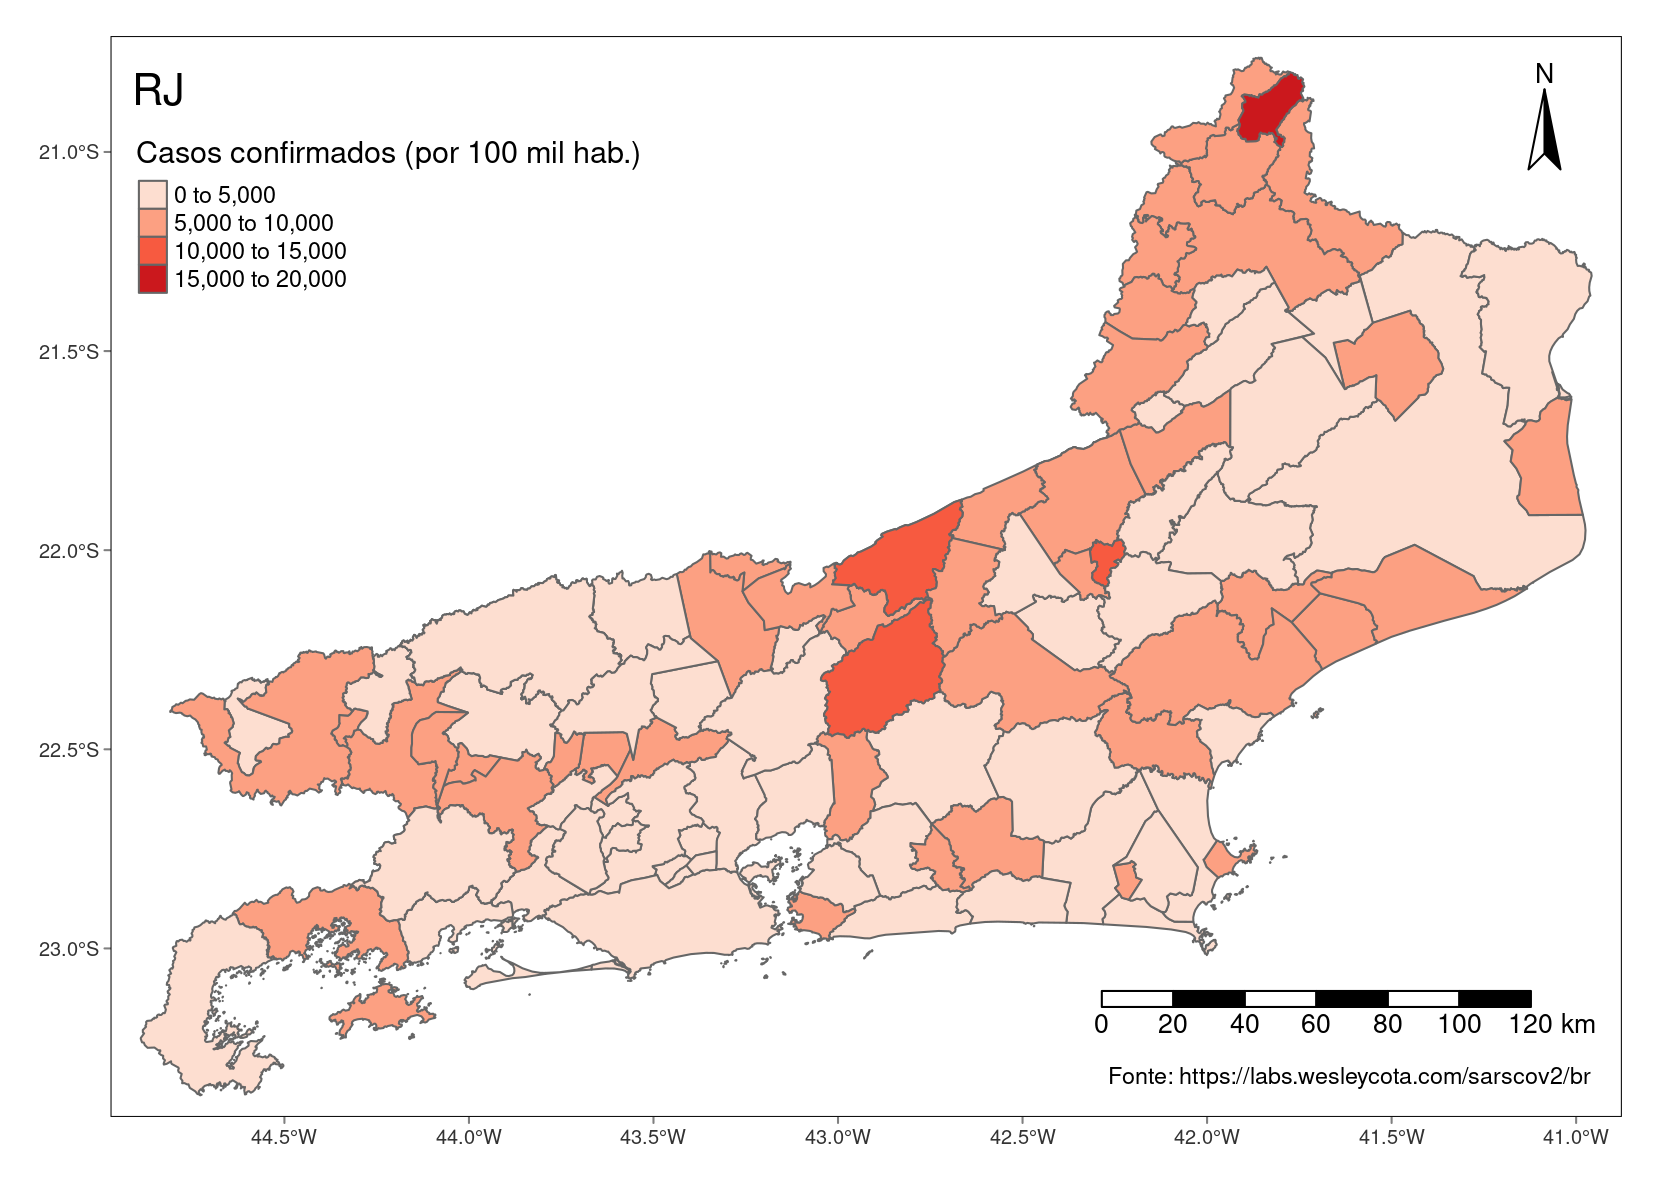 RJ
N
Casos confirmados (por 100 mil hab.)
0 to 5,000
5,000 to 10,000
10,000 to 15,000
15,000 to 20,000
21.0°S
21.5°S
22.0°S
22.5°S
23.0°S
0 20 40 60 80 100 120 km
Fonte: https://labs.wesleycota.com/sarscov2/br
44.5°W 44.0°W 43.5°W 43.0°W 42.5°W 42.0°W 41.5°W 41.0°W